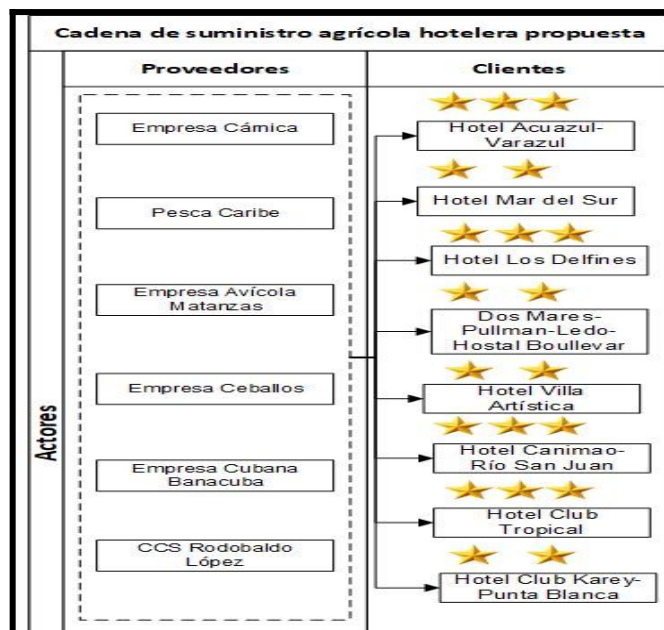 Cadena de suministro agrícola hotelera propuesta
Proveedores
Clientes
Actores
Empresa Cárnica
Pesca Caribe
Empresa Avícola
Matanzas
Empresa Ceballos
Empresa Cubana
Banacuba
CCS Rodobaldo
López
Hotel Acuazul-
Varazul
Hotel Mar del Sur
Hotel Los Delfines
Dos Mares-
Pullman-Ledo-
Hostal Boullevar
Hotel Villa
Artística
Hotel Canimao-
Río San Juan
Hotel Club
Tropical
Hotel Club Karey-
Punta Blanca